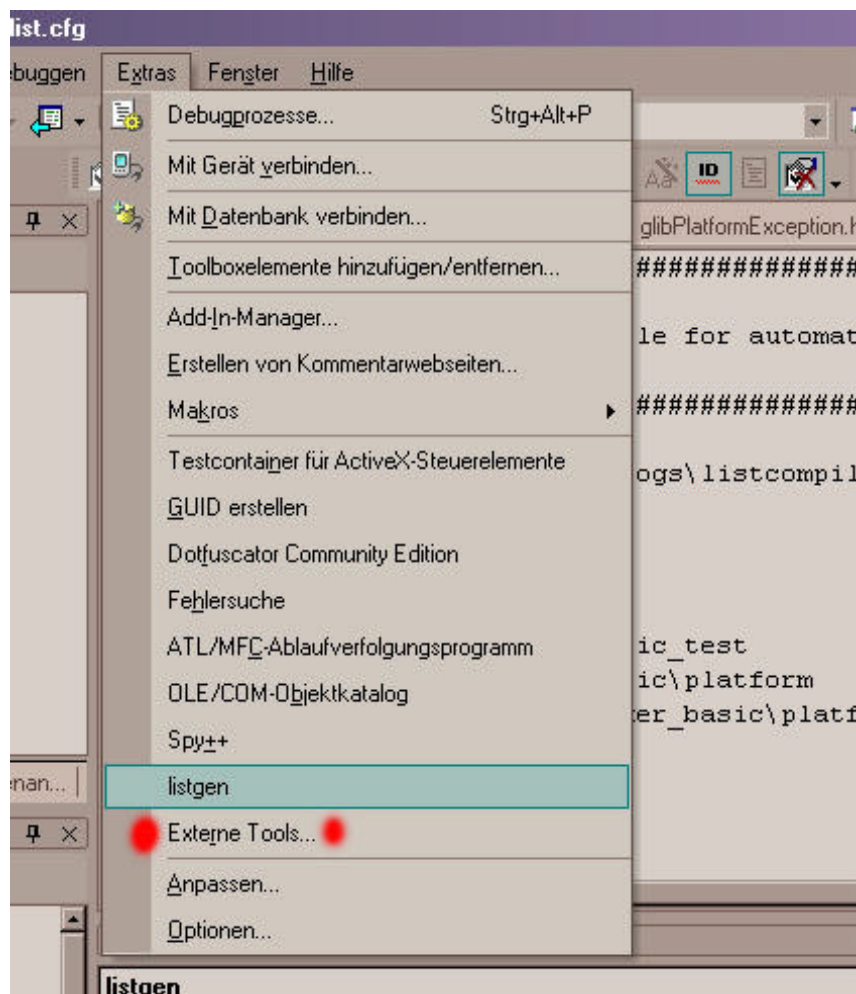 list.cfg
ebuggen Extras Fenster Hilfe
Debugprozesse... Strg+Alt+P
Mit Gerät verbinden...
Mit Datenbank verbinden...
Toolboxelemente hinzufügen/entfernen...
Add-In-Manager...
Erstellen von Kommentarwebseiten...
Makros
Testcontainer für ActiveX-Steuerelemente
GUID erstellen
Dotfuscator Community Edition
Fehlersuche
ATL/MFC-Ablaufverfolgungsprogramm
OLE/COM-Objektkatalog
Spy++
listgen
Externe Tools...
Anpassen...
Optionen...
ID
glibPlatformException.h
##############
le for automat
##############
ogs\listcompil
ic_test
ic\platform
er_basic\platf
enan...
listgen